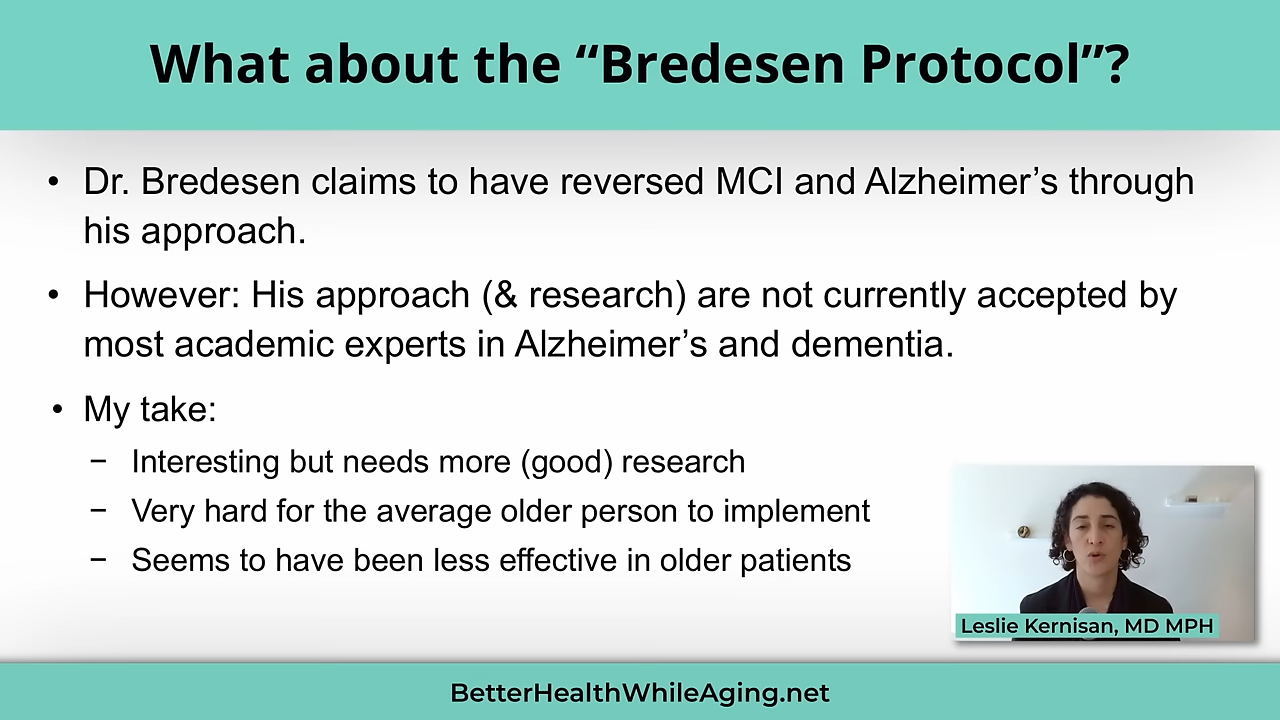 What about the “Bredesen Protocol”?
• Dr. Bredesen claims to have reversed MCI and Alzheimer’s through
his approach.
• However: His approach (& research) are not currently accepted by
most academic experts in Alzheimer’s and dementia.
• My take:
− Interesting but needs more (good) research
− Very hard for the average older person to implement
− Seems to have been less effective in older patients
Leslie Kernisan, MD MPH
BetterHealthWhileAging.net